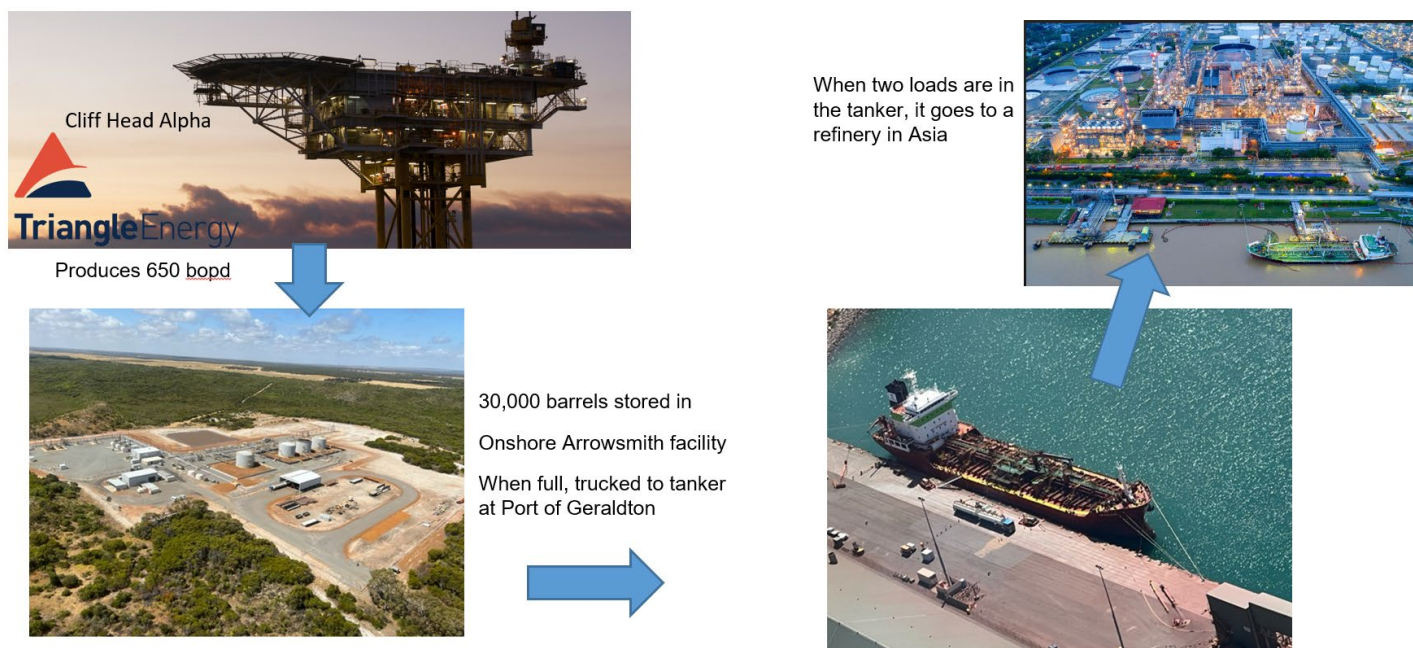 Cliff Head Alpha
TriangleEnergy
Produces 650 bopd
30,000 barrels stored in
Onshore Arrowsmith facility
When full, trucked to tanker
at Port of Geraldton
When two loads are in
the tanker, it goes to a
refinery in Asia